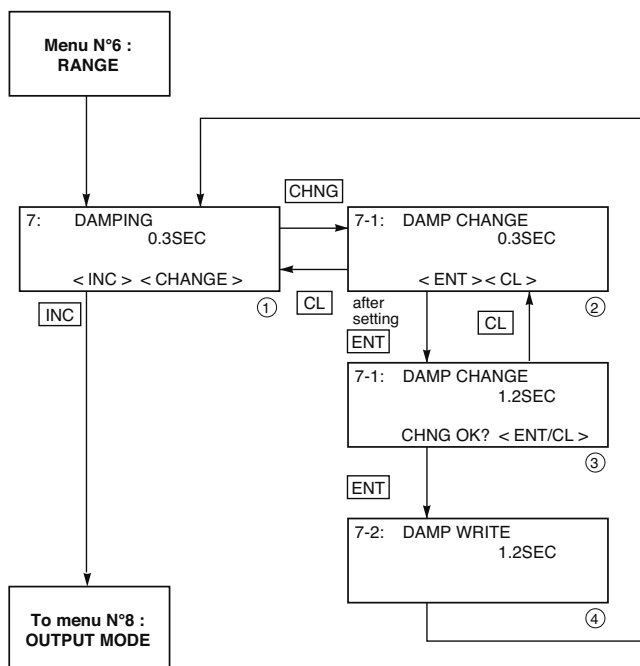 Menu N°6 :
RANGE
CHNG
7: DAMPING
0.3SEC
< INC > < CHANGE >
①
7-1: DAMP CHANGE
0.3SEC
< ENT > < CL >
②
CL
after
setting
ENT
CL
INC
7-1: DAMP CHANGE
1.2SEC
CHNG OK? < ENT/CL >
③
ENT
7-2: DAMP WRITE
1.2SEC
④
To menu N°8 :
OUTPUT MODE